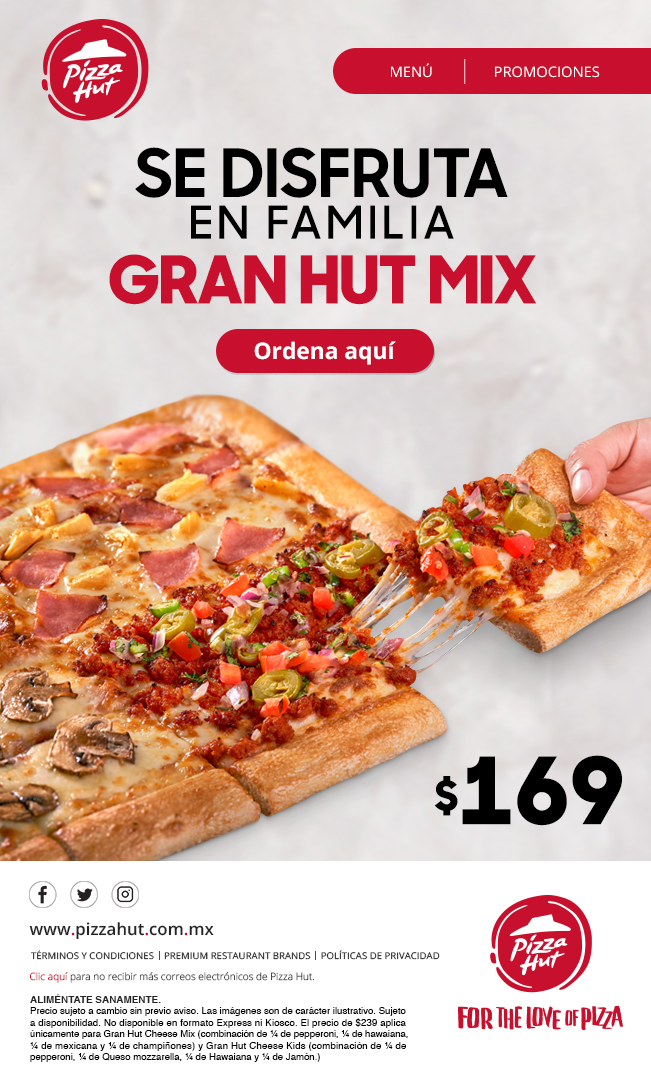 Pizza
Hut
MENÚ | PROMOCIONES
SE DISFRUTA
EN FAMILIA
GRAN HUT MIX
Ordena aquí
$169
www.pizzahut.com.mx
TÉRMINOS Y CONDICIONES | PREMIUM RESTAURANT BRANDS | POLÍTICAS DE PRIVACIDAD
Clic aquí para no recibir más correos electrónicos de Pizza Hut.
ALIMÉNTATE SANAMENTE.
Precio sujeto a cambio sin previo aviso. Las imágenes son de carácter ilustrativo. Sujeto
a disponibilidad. No disponible en formato Express ni Kiosco. El precio de $239 aplica
únicamente para Gran Hut Cheese Mix (combinación de ¼ de pepperoni, ¼ de hawaiana,
¼ de mexicana y ¼ de champiñones) y Gran Hut Cheese Kids (combinación de ¼ de
pepperoni, ¼ de Queso mozzarella, ¼ de Hawaiana y ¼ de Jamón.)
Pizza
Hut
FOR THE LOVE OF PIZZA